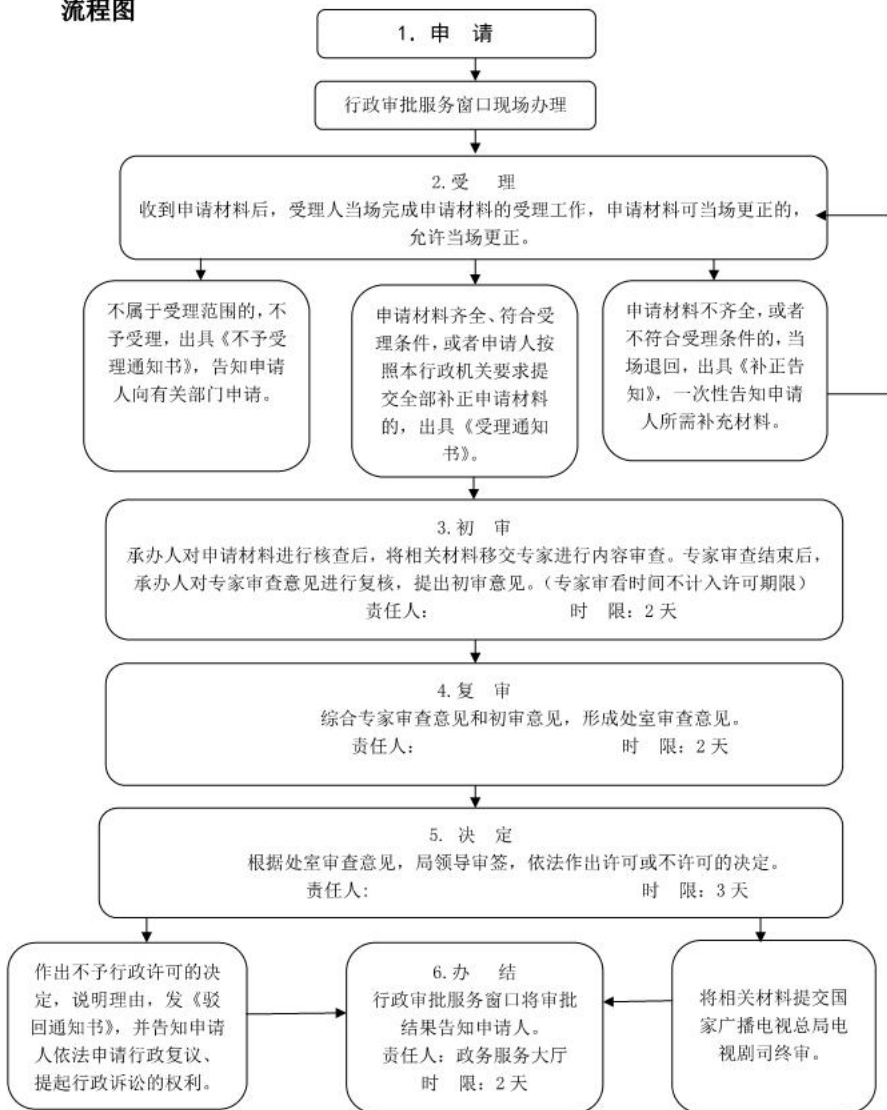 流程图
1. 申 请
行政审批服务窗口现场办理
2.受 理
收到申请材料后，受理人当场完成申请材料的受理工作，申请材料可当场更正的，
允许当场更正。
不属于受理范围的，不
予受理，出具《不予受
理通知书》，告知申请
人向有关部门申请。
申请材料齐全、符合受
理条件，或者申请人按
照本行政机关要求提
交全部补正申请材料
的，出具《受理通知
书》。
申请材料不齐全，或者
不符合受理条件的，当
场退回，出具《补正告
知》，一次性告知申请
人所需补充材料。
3.初 审
承办人对申请材料进行核查后，将相关材料移交专家进行内容审查。专家审查结束后，
承办人对专家审查意见进行复核，提出初审意见。（专家审看时间不计入许可期限）
责任人： 时 限：2 天
4.复 审
综合专家审查意见和初审意见，形成处室审查意见。
责任人： 时 限：2 天
5. 决 定
根据处室审查意见，局领导审签，依法作出许可或不许可的决定。
责任人: 时 限：3 天
作出不予行政许可的决
定，说明理由，发《驳
回通知书》，并告知申请
人依法申请行政复议、
提起行政诉讼的权利。
6.办 结
行政审批服务窗口将审批
结果告知申请人。
责任人：政务服务大厅
时 限：2 天
将相关材料提交国
家广播电视总局电
视剧司终审。